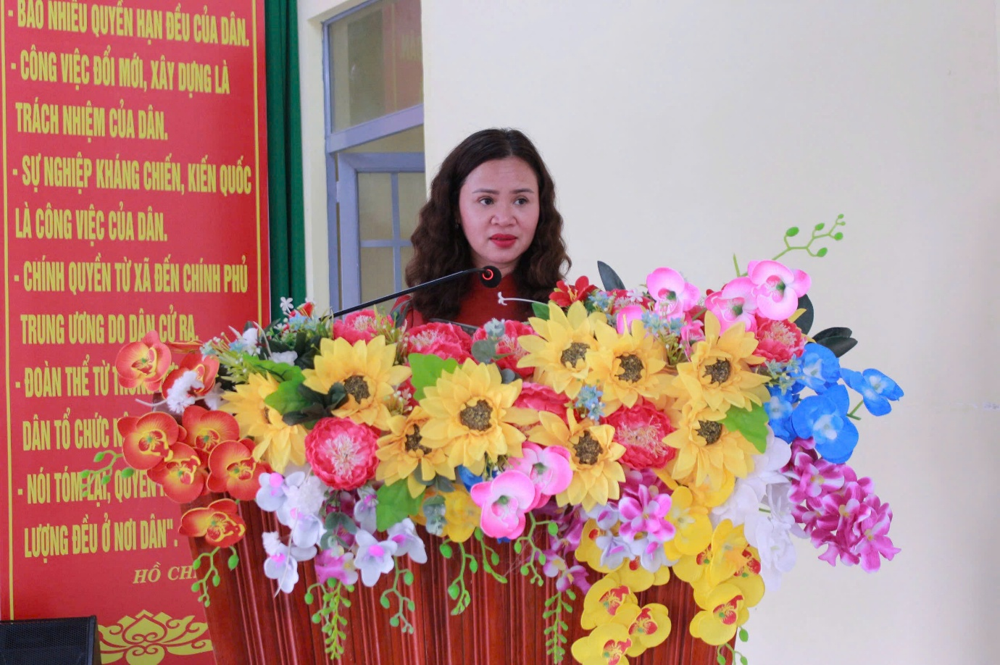 - BAO NHIÊU QUYỀN HẠN ĐỀU CỦA DÂN.
- CÔNG VIỆC ĐỔI MỚI, XÂY DỰNG LÀ
TRÁCH NHIỆM CỦA DÂN.
- SỰ NGHIỆP KHÁNG CHIẾN, KIẾN QUỐC
LÀ CÔNG VIỆC CỦA DÂN.
- CHÍNH QUYỀN TỪ XÃ ĐẾN CHÍNH PHỦ
TRUNG ƯƠNG DO DÂN CỬ RA
- ĐOÀN THỂ TỪ
DÂN TỔ CHỨC
- NÓI TÓM LẠI, QUYỀN
LƯỢNG ĐỀU Ở NƠI DÂN".
HỒ